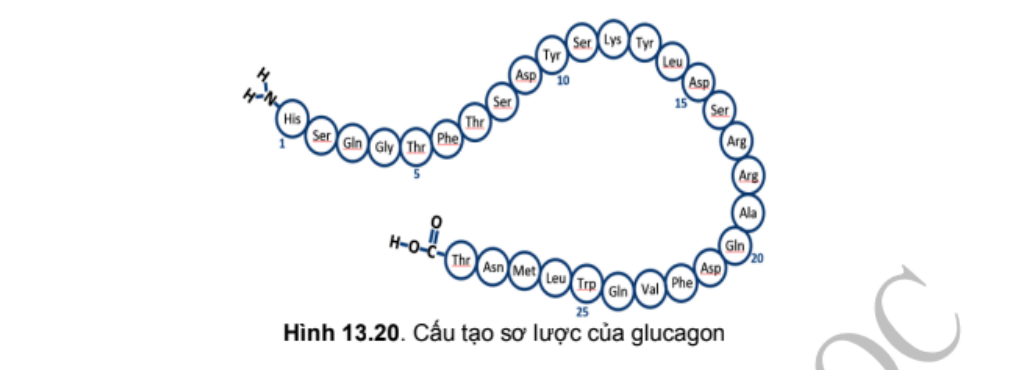 H
H-N
His
Ser
Gln
Gly
Thr
Phe
Thr
Ser
Asp
Tyr
Ser
Lys
Tyr
Leu
Asp
Ser
Arg
Arg
Ala
Gln
Asp
Phe
Val
Gln
Trp
Leu
Met
Asn
Thr
1
5
10
15
20
25
O
H-O-C
Hình 13.20. Cấu tạo sơ lược của glucagon